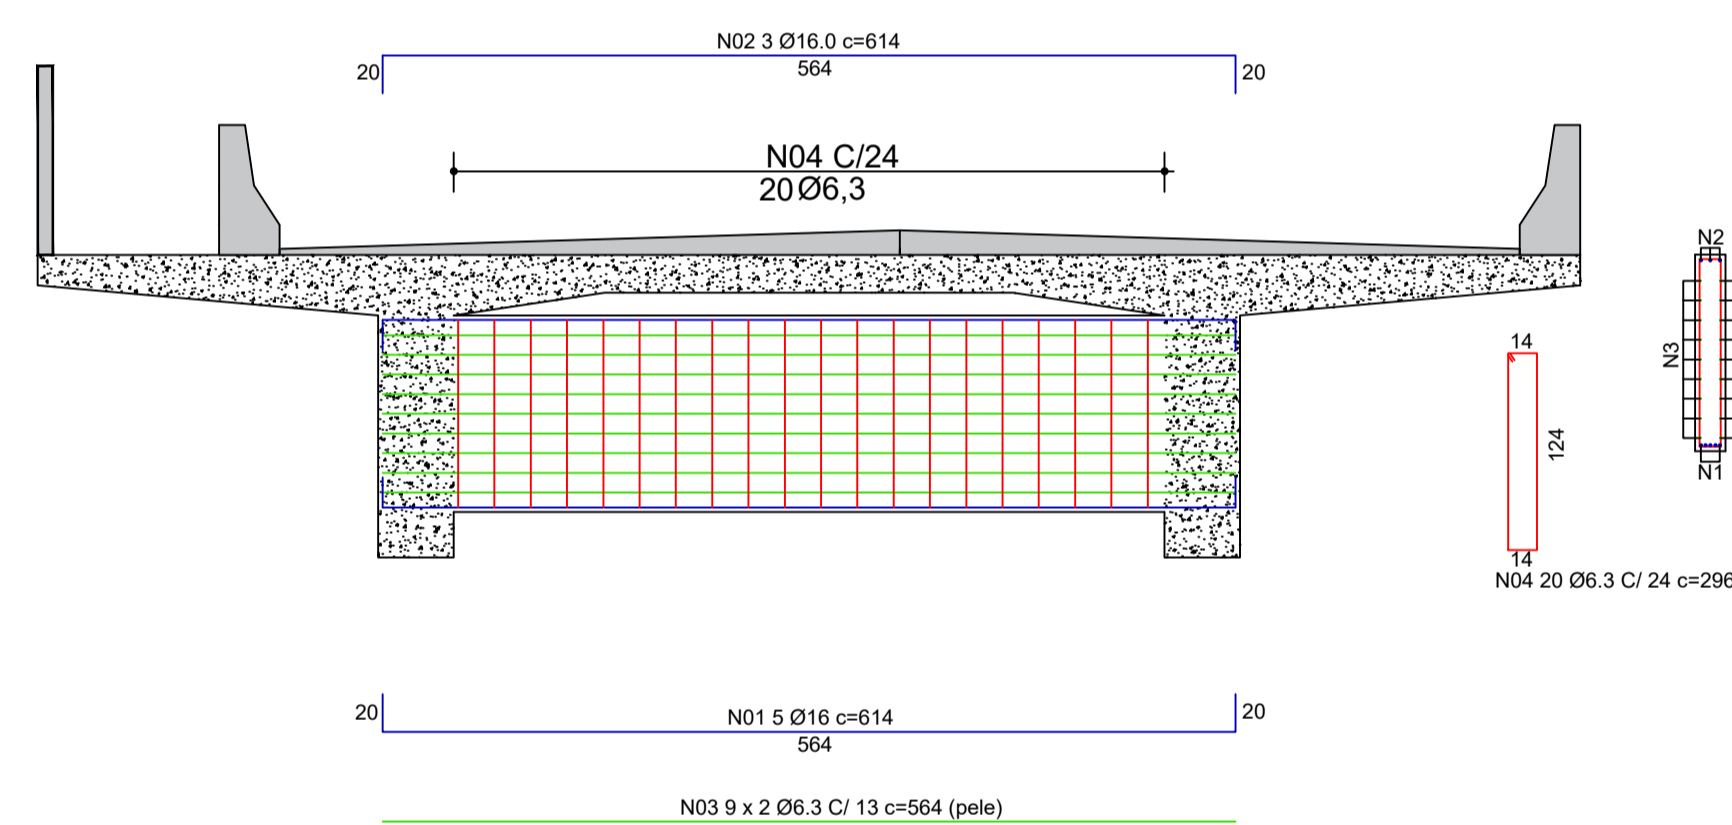 N02 3 Ø16.0 c=614
564
20
20
N04 C/24
20Ø6,3
N2
N3
N1
14
124
14
N04 20 Ø6.3 C/ 24 c=296
20
20
N01 5 Ø16 c=614
564
N03 9 x 2 Ø6.3 C/ 13 c=564 (pele)